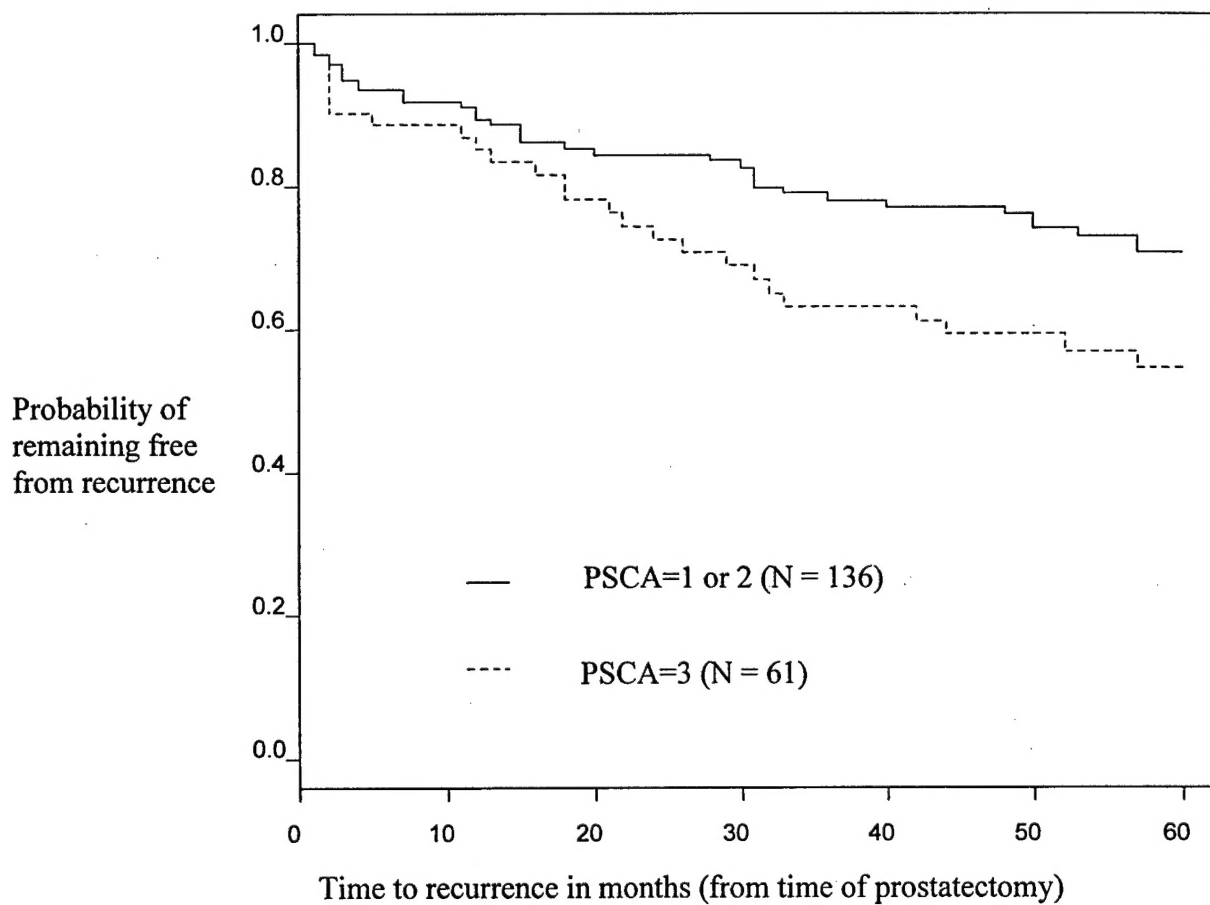 1.0
0.8
0.6
Probability of
remaining free
from recurrence
0.4
PSCA=1 or 2 (N = 136)
0.2
PSCA=3 (N = 61)
0.0
0 10 20 30 40 50 60
Time to recurrence in months (from time of prostatectomy)